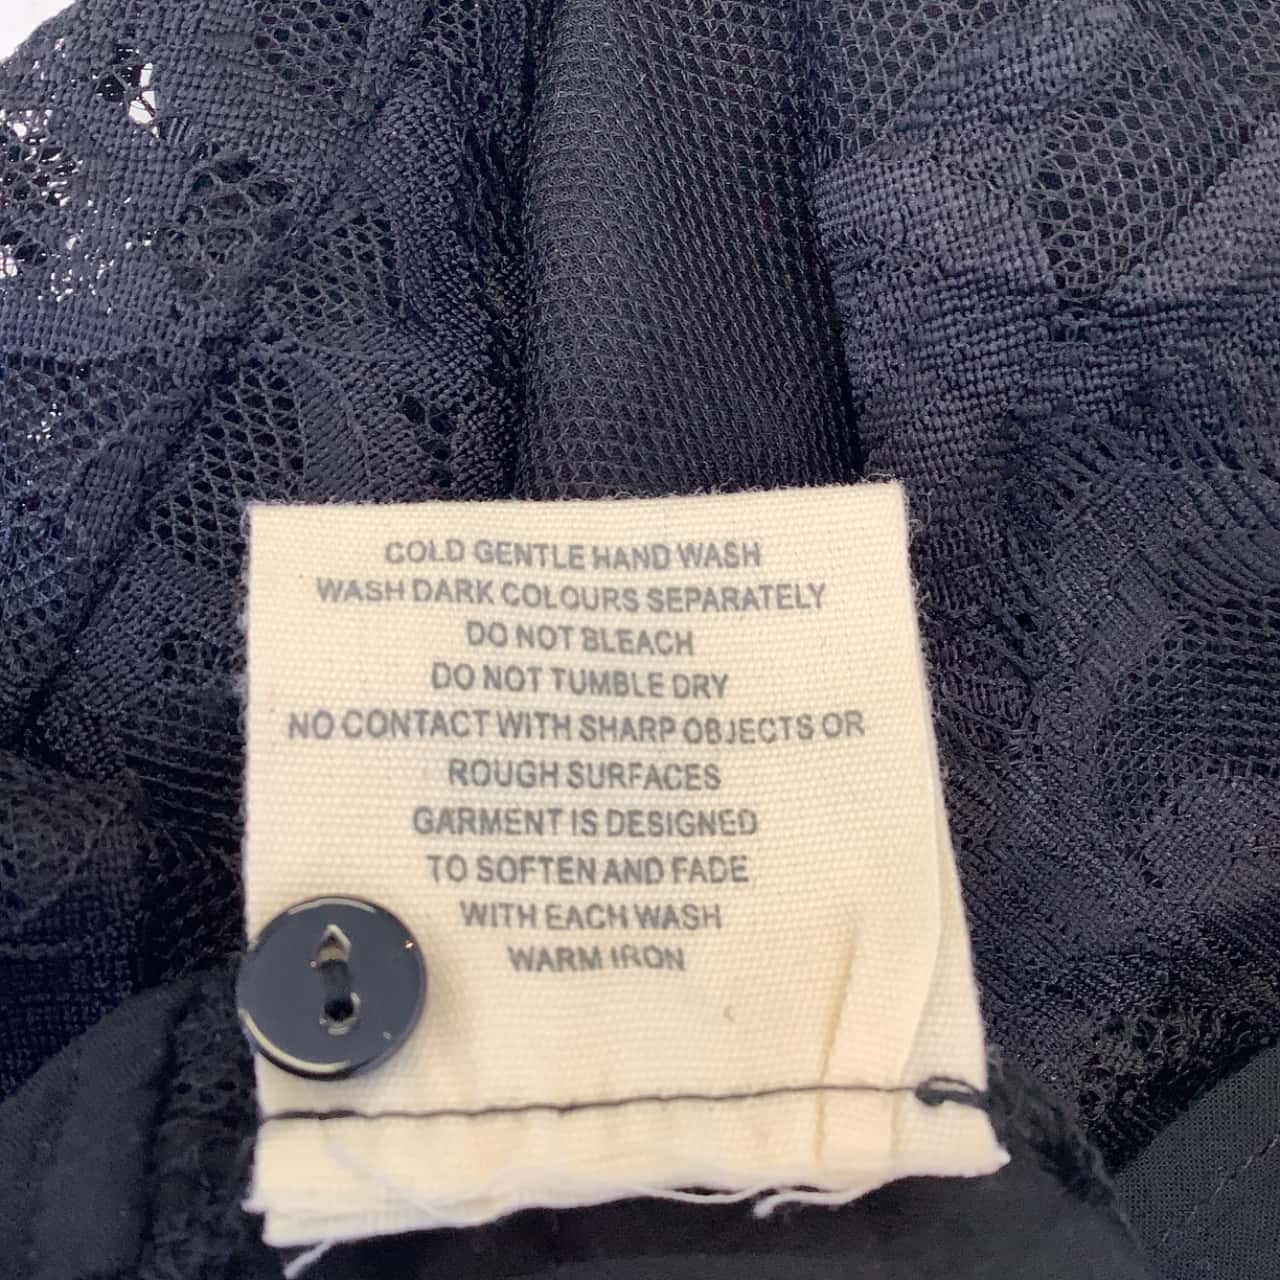 COLD GENTLE HAND WASH
WASH DARK COLOURS SEPARATELY
DO NOT BLEACH
DO NOT TUMBLE DRY
NO CONTACT WITH SHARP OBJECTS OR
ROUGH SURFACES
GARMENT IS DESIGNED
TO SOFTEN AND FADE
WITH EACH WASH
WARM IRON